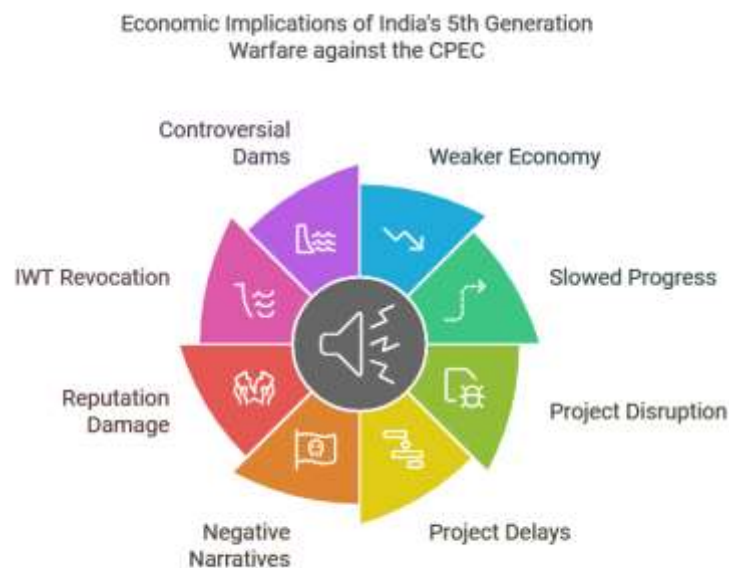 Economic Implications of India's 5th Generation
Warfare against the CPEC
Controversial
Dams
Weaker Economy
IWT Revocation
Slowed Progress
Reputation
Damage
Project Disruption
Negative
Narratives
Project Delays